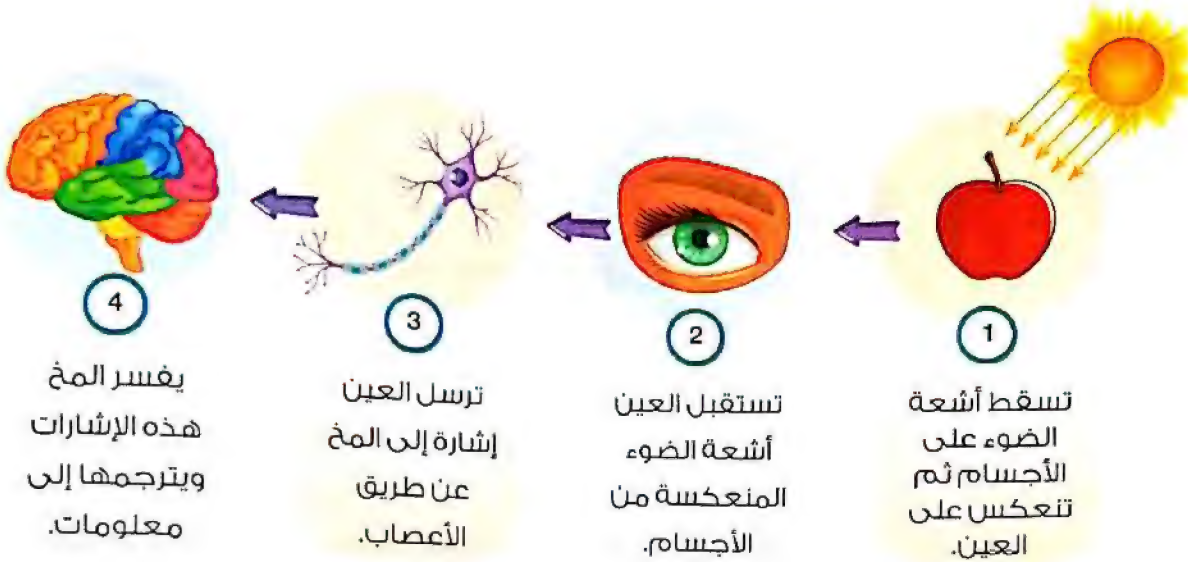 1
تسقط أشعة
الضوء على
الأجسام ثم
تنعكس على
العين.
2
تستقبل العين
أشعة الضوء
المنعكسة من
الأجسام.
3
ترسل العين
إشارة إلى المخ
عن طريق
الأعصاب.
4
يفسر المخ
هذه الإشارات
ويترجمها إلى
معلومات.